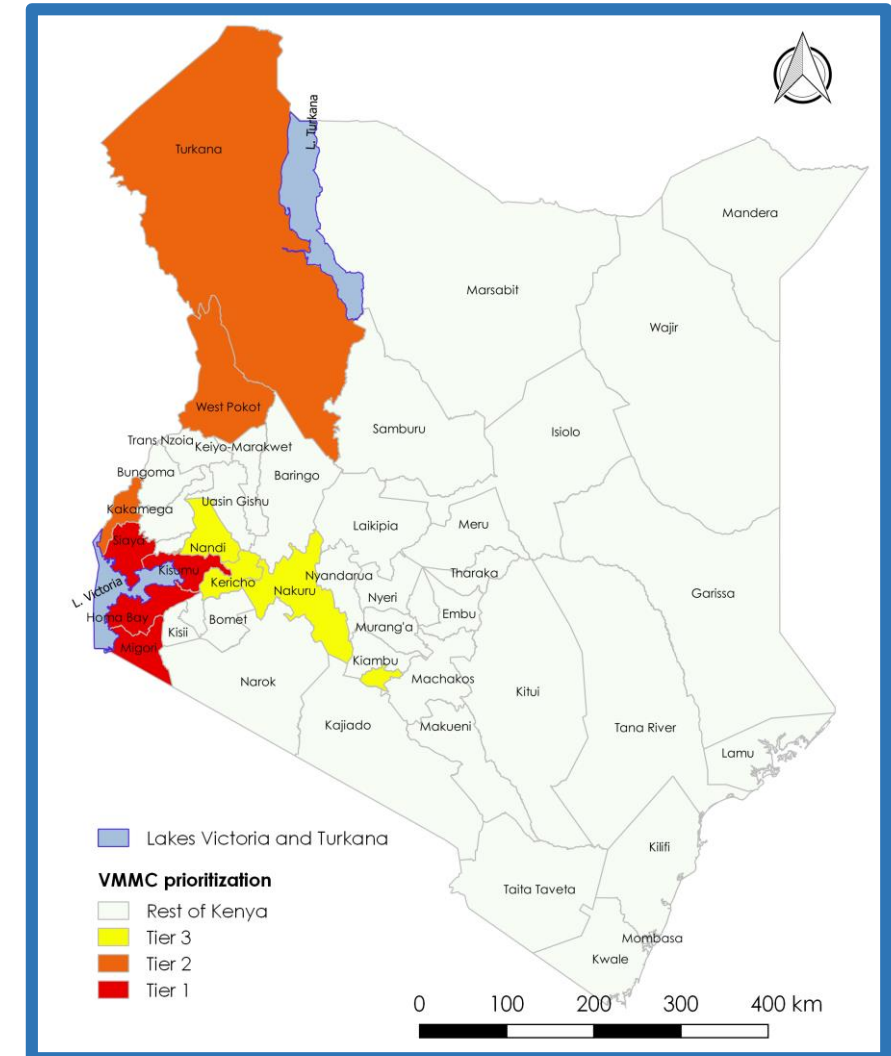 L. Turkana
Turkana
Mandera
Marsabit
Wajir
West Pokot
Samburu
Isiolo
Trans Nzoia
Keiyo-Marakwet
Bungoma
Baringo
Uasin Gishu
Kakamega
Laikipia
Meru
Siaya
Nandi
Kisumu
Tharaka
Kericho
Nyandarua
L. Victoria
Nakuru
Nyeri
Garissa
Embu
Homa Bay
Bomet
Murang'a
Kisii
Migori
Kiambu
Machakos
Narok
Kitui
Kajiado
Makueni
Tana River
Lamu
Kilifi
Taita Taveta
Mombasa
Kwale
Lakes Victoria and Turkana
VMMC prioritization
Rest of Kenya
Tier 3
Tier 2
Tier 1
0 100 200 300 400 km